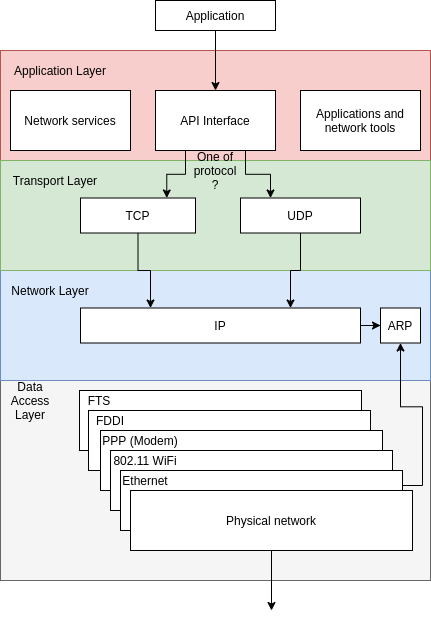 Application
Application Layer
Network services
API Interface
Applications and
network tools
One of
protocol
?
Transport Layer
TCP
UDP
Network Layer
IP
ARP
Data
Access
Layer
FTS
FDDI
PPP (Modem)
802.11 WiFi
Ethernet
Physical network